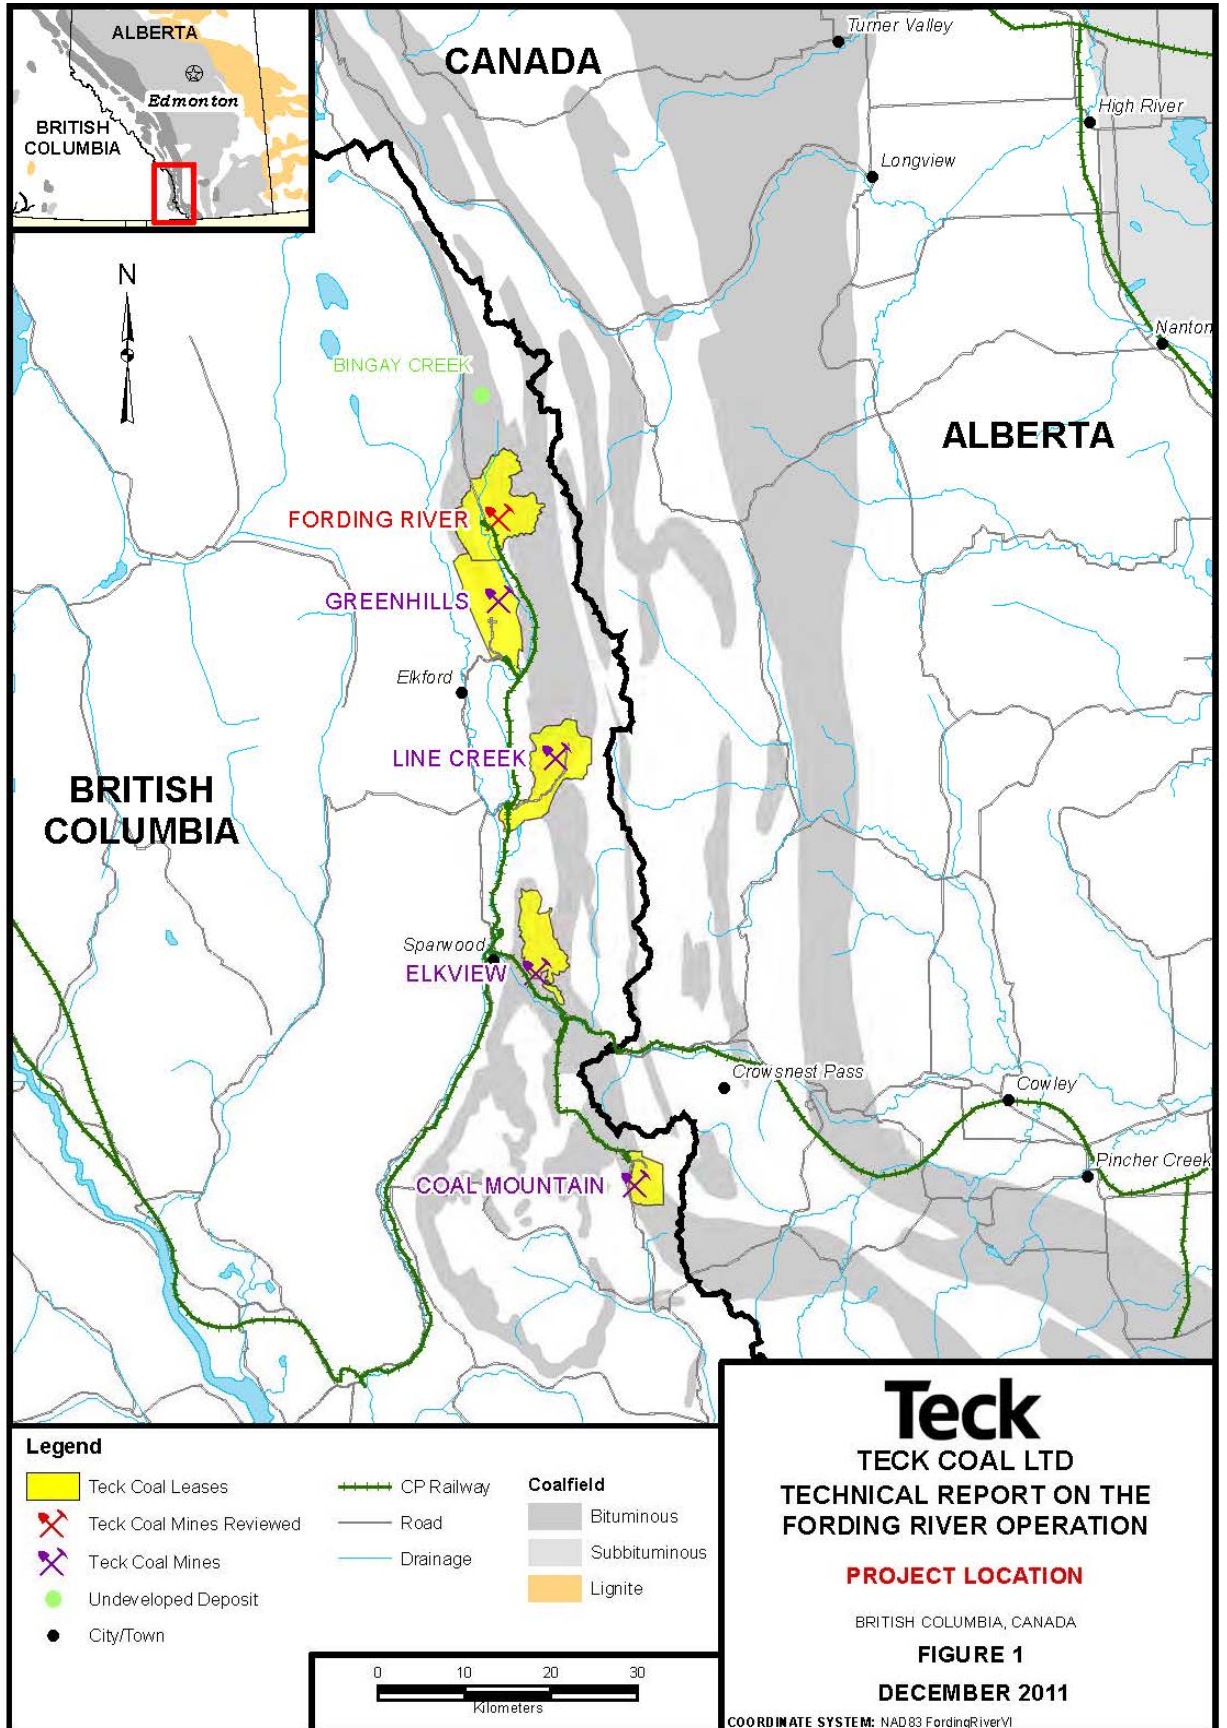 ALBERTA
Edmonton
BRITISH
COLUMBIA
CANADA
Turner Valley
High River
Longview
N
Nanton
BINGAY CREEK
ALBERTA
FORDING RIVER
GREENHILLS
Elkford
LINE CREEK
BRITISH
COLUMBIA
Sparwood
ELKVIEW
Crowsnest Pass
Cowley
Pincher Creek
COAL MOUNTAIN
Legend
Teck Coal Leases
Teck Coal Mines Reviewed
Teck Coal Mines
Undeveloped Deposit
City/Town
CP Railway
Road
Drainage
Coalfield
Bituminous
Subbituminous
Lignite
0 10 20 30
Kilometers
Teck
TECK COAL LTD
TECHNICAL REPORT ON THE
FORDING RIVER OPERATION
PROJECT LOCATION
BRITISH COLUMBIA, CANADA
FIGURE 1
DECEMBER 2011
COORDINATE SYSTEM: NAD83 FordingRiverVI